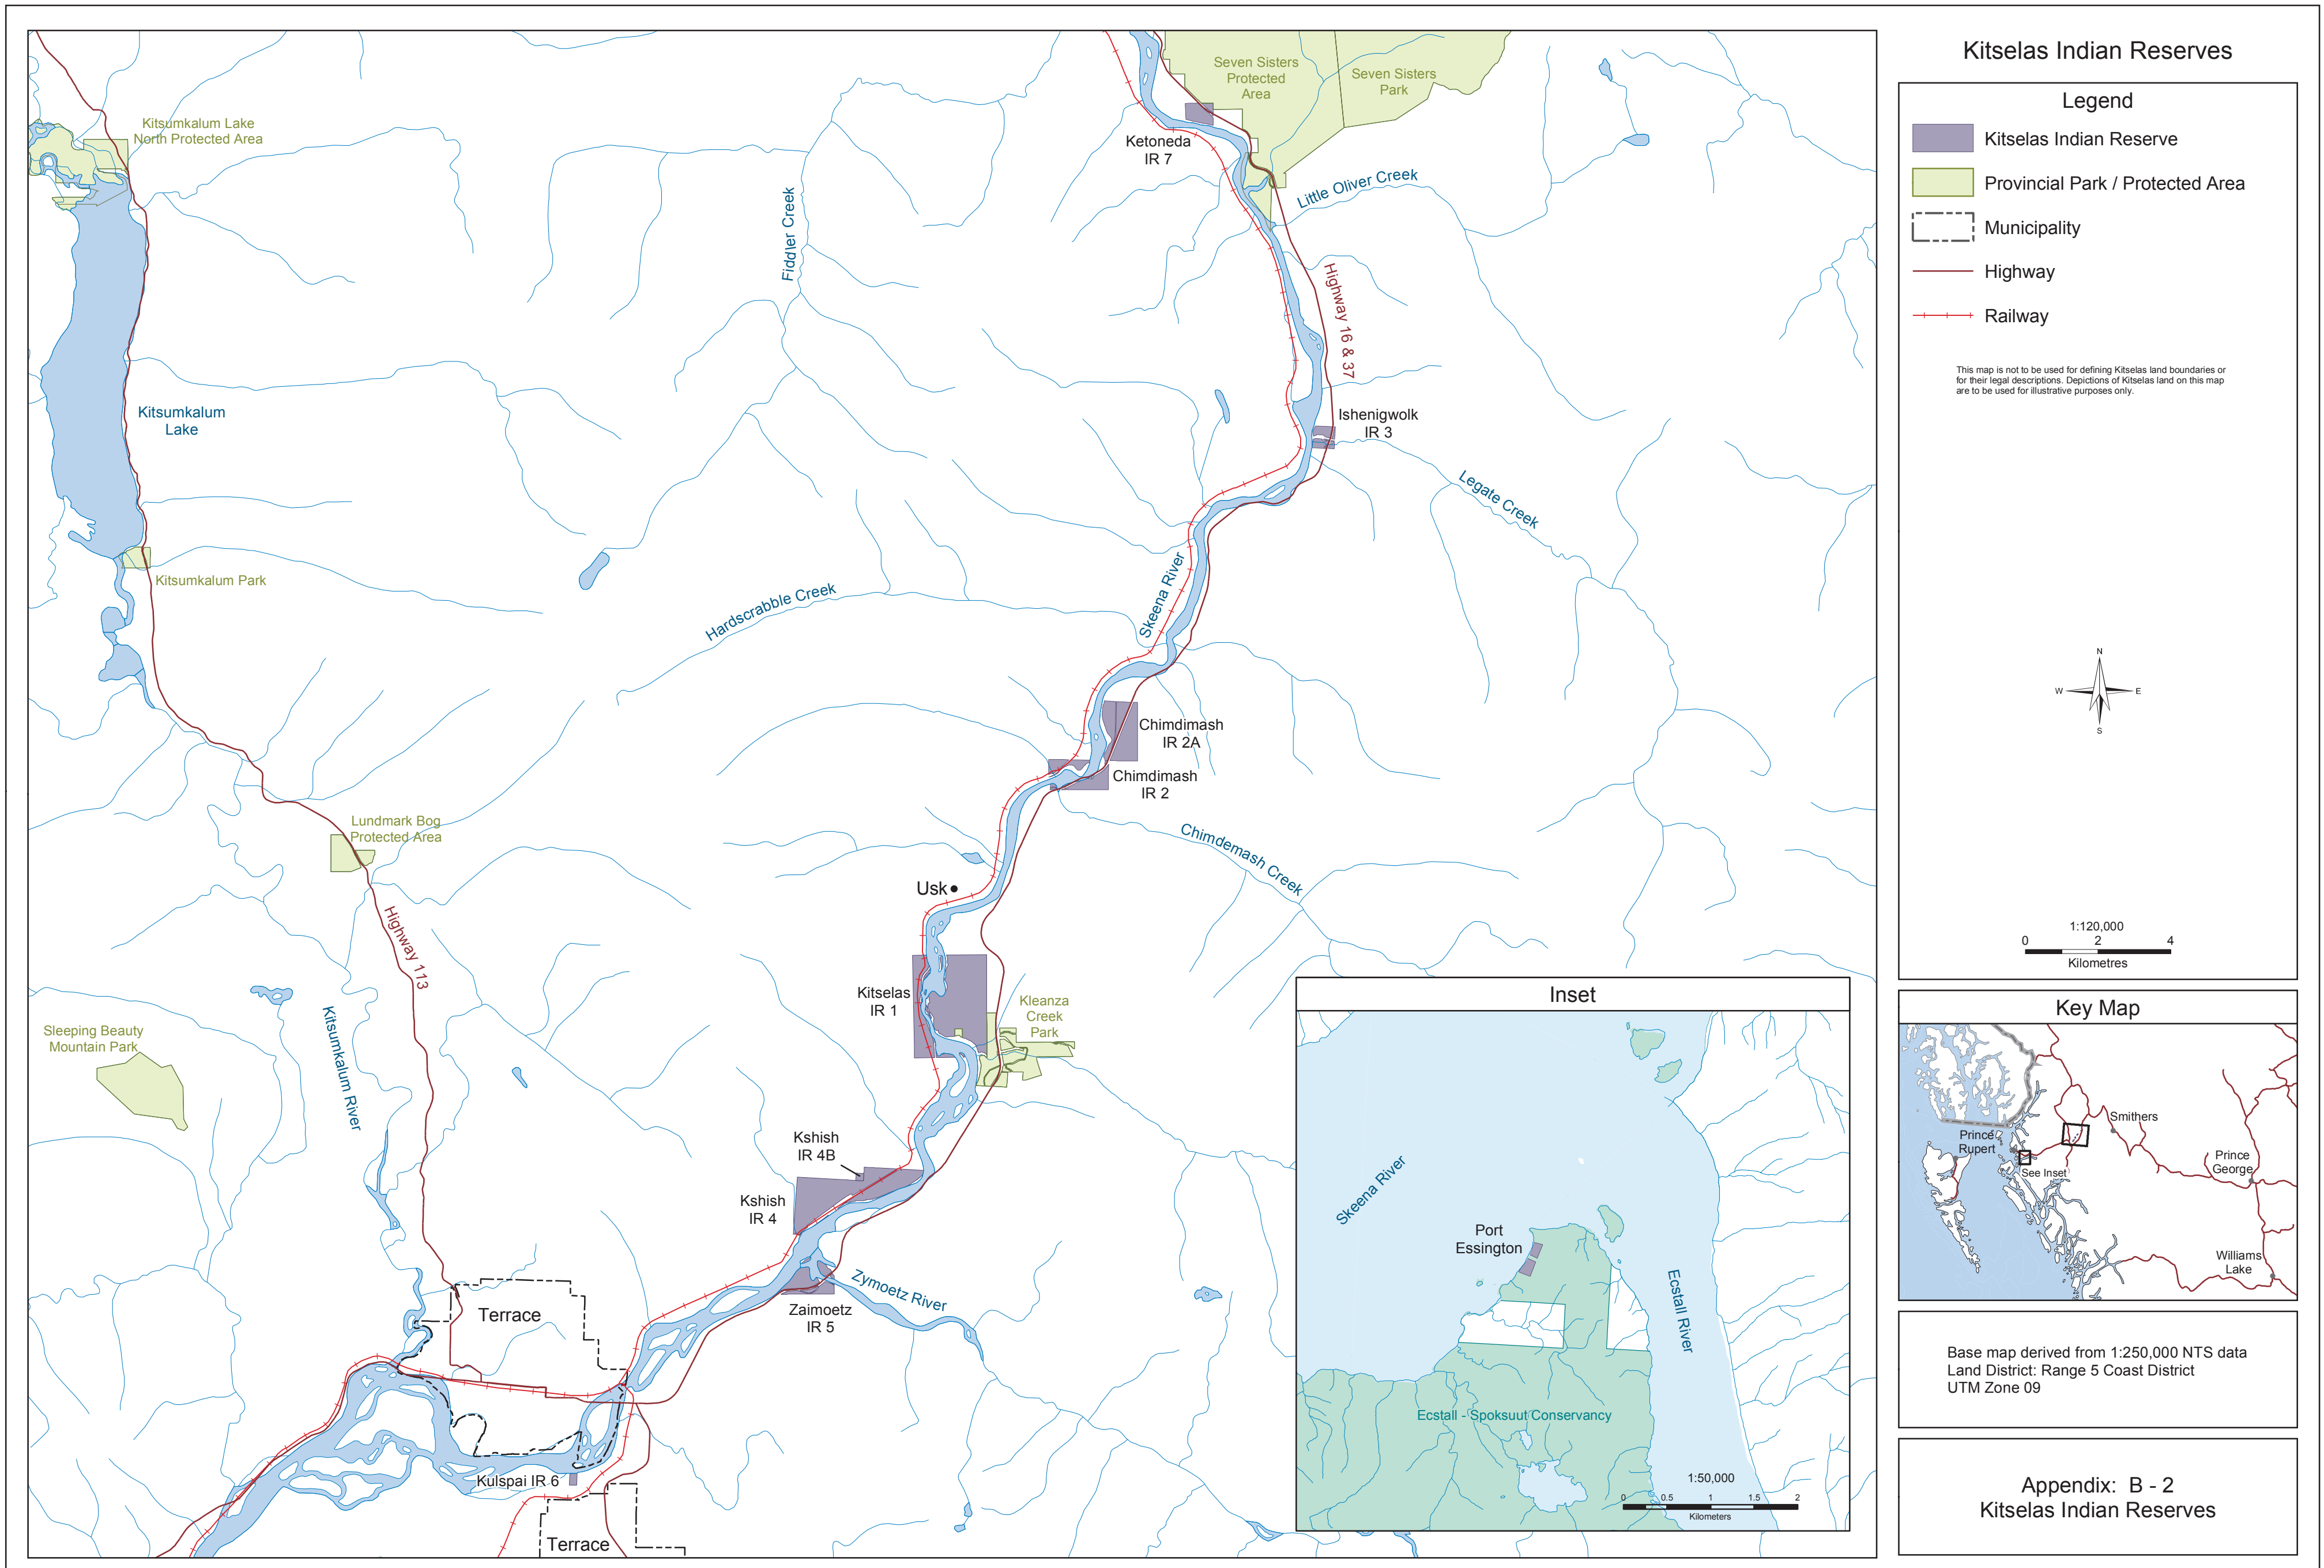 Kitselas Indian Reserves
Legend
Kitselas Indian Reserve
Provincial Park / Protected Area
Municipality
Highway
Railway
This map is not to be used for defining Kitselas land boundaries or
for their legal descriptions. Depictions of Kitselas land on this map
are to be used for illustrative purposes only.
N
W
E
S
1:120,000
0
2
4
Kilometres
Key Map
Smithers
Prince
Rupert
See Inset
Prince
George
Williams
Lake
Base map derived from 1:250,000 NTS data
Land District: Range 5 Coast District
UTM Zone 09
Appendix: B - 2
Kitselas Indian Reserves
Seven Sisters
Protected
Area
Seven Sisters
Park
Kitsumkalum Lake
North Protected Area
Ketoneda
IR 7
Little Oliver Creek
Fiddler Creek
Highway 16 & 37
Kitsumkalum
Lake
Ishenigwolk
IR 3
Legate Creek
Kitsumkalum Park
Hardscrabble Creek
Skeena River
Chimdimash
IR 2A
Chimdimash
IR 2
Lundmark Bog
Protected Area
Chimdemash Creek
Usk
Highway 113
Kitselas
IR 1
Kleanza
Creek
Park
Sleeping Beauty
Mountain Park
Kitsumkalum River
Kshish
IR 4B
Kshish
IR 4
Zymoetz River
Zaimoetz
IR 5
Terrace
Kulspai IR 6
Terrace
Inset
Skeena River
Port
Essington
Ecstall River
Ecstall - Spoksuut Conservancy
1:50,000
0
0.5
1
1.5
2
Kilometers